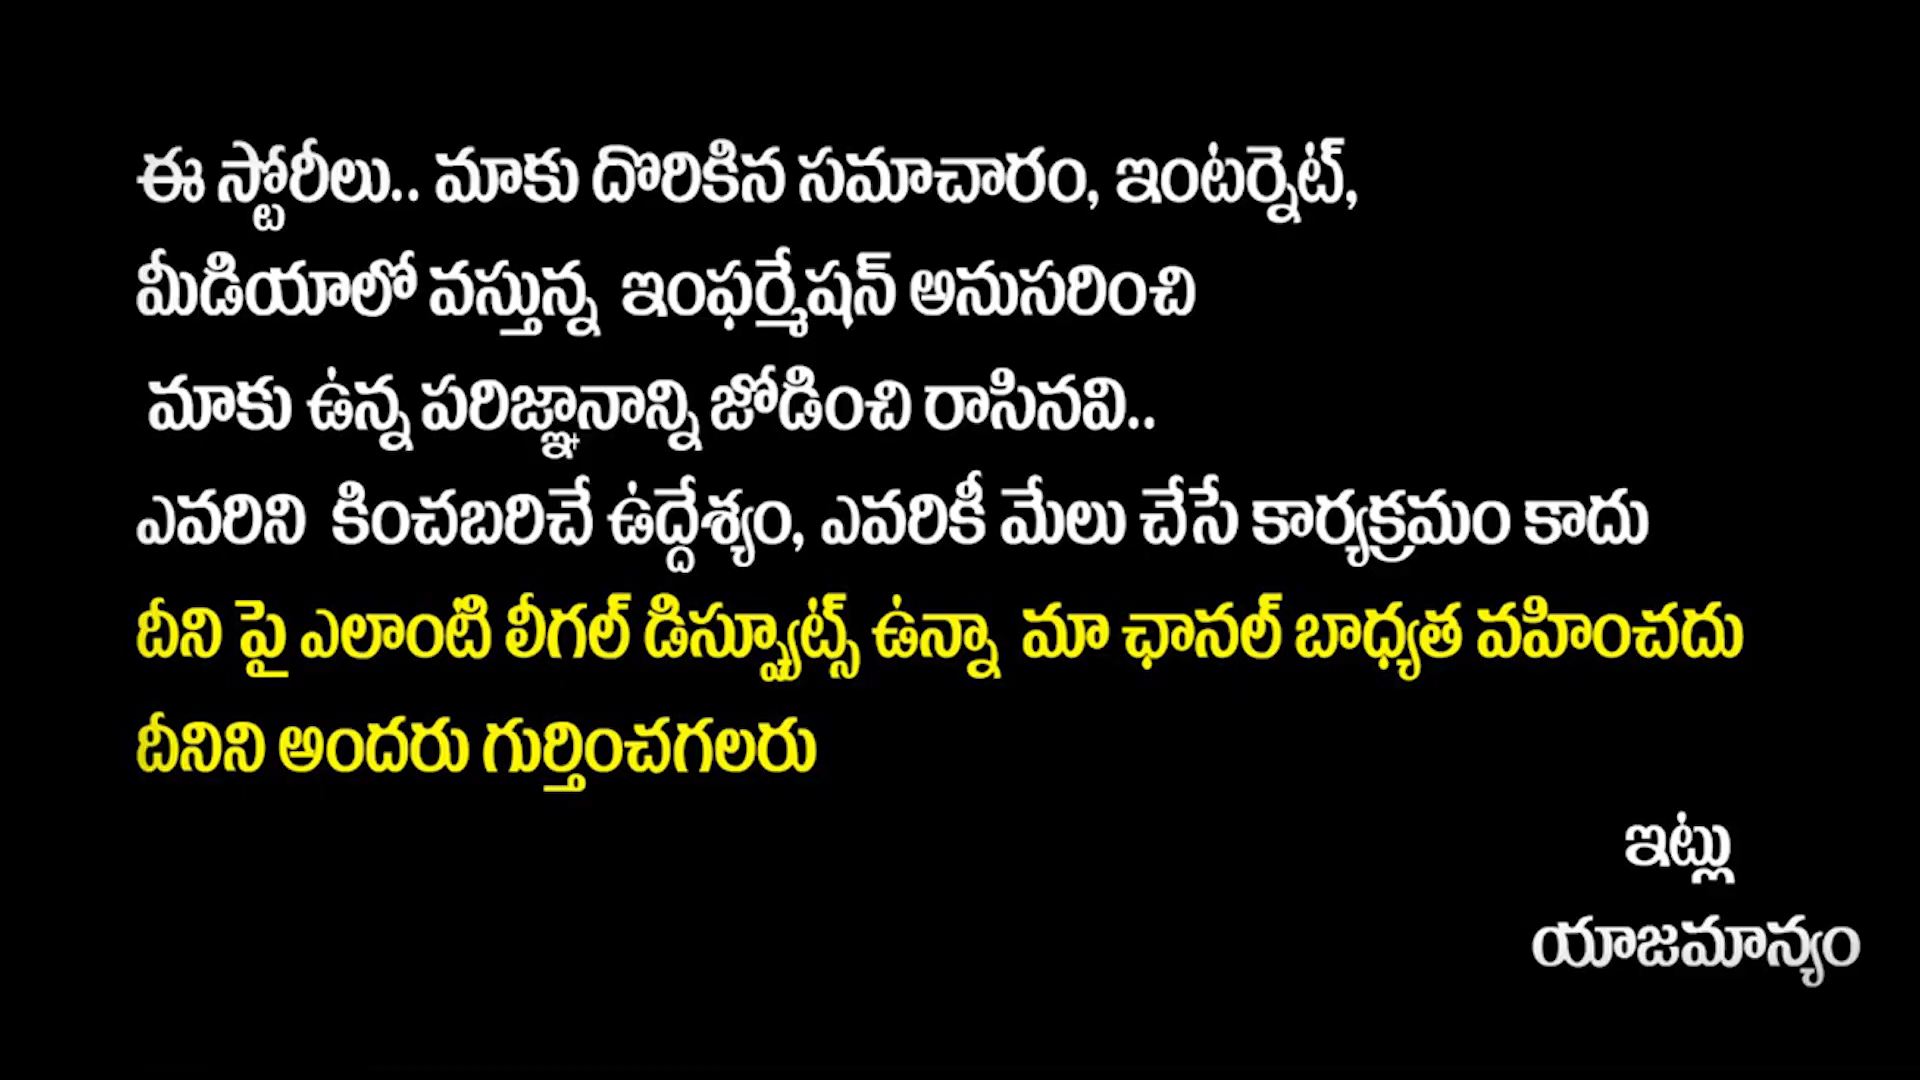 ఈ స్టోరీలు.. మాకు దొరికిన సమాచారం, ఇంటర్నెట్,
మీడియాలో వస్తున్న ఇంఫర్మేషన్ అనుసరించి
మాకు ఉన్న పరిజ్ఞానాన్ని జోడించి రాసినవి..
ఎవరిని కించబరిచే ఉద్దేశ్యం, ఎవరికీ మేలు చేసే కార్యక్రమం కాదు
దీని పై ఎలాంటి లీగల్ డిస్ప్యూట్స్ ఉన్నా మా ఛానల్ బాధ్యత వహించదు
దీనిని అందరు గుర్తించగలరు
ఇట్లు
యాజమాన్యం